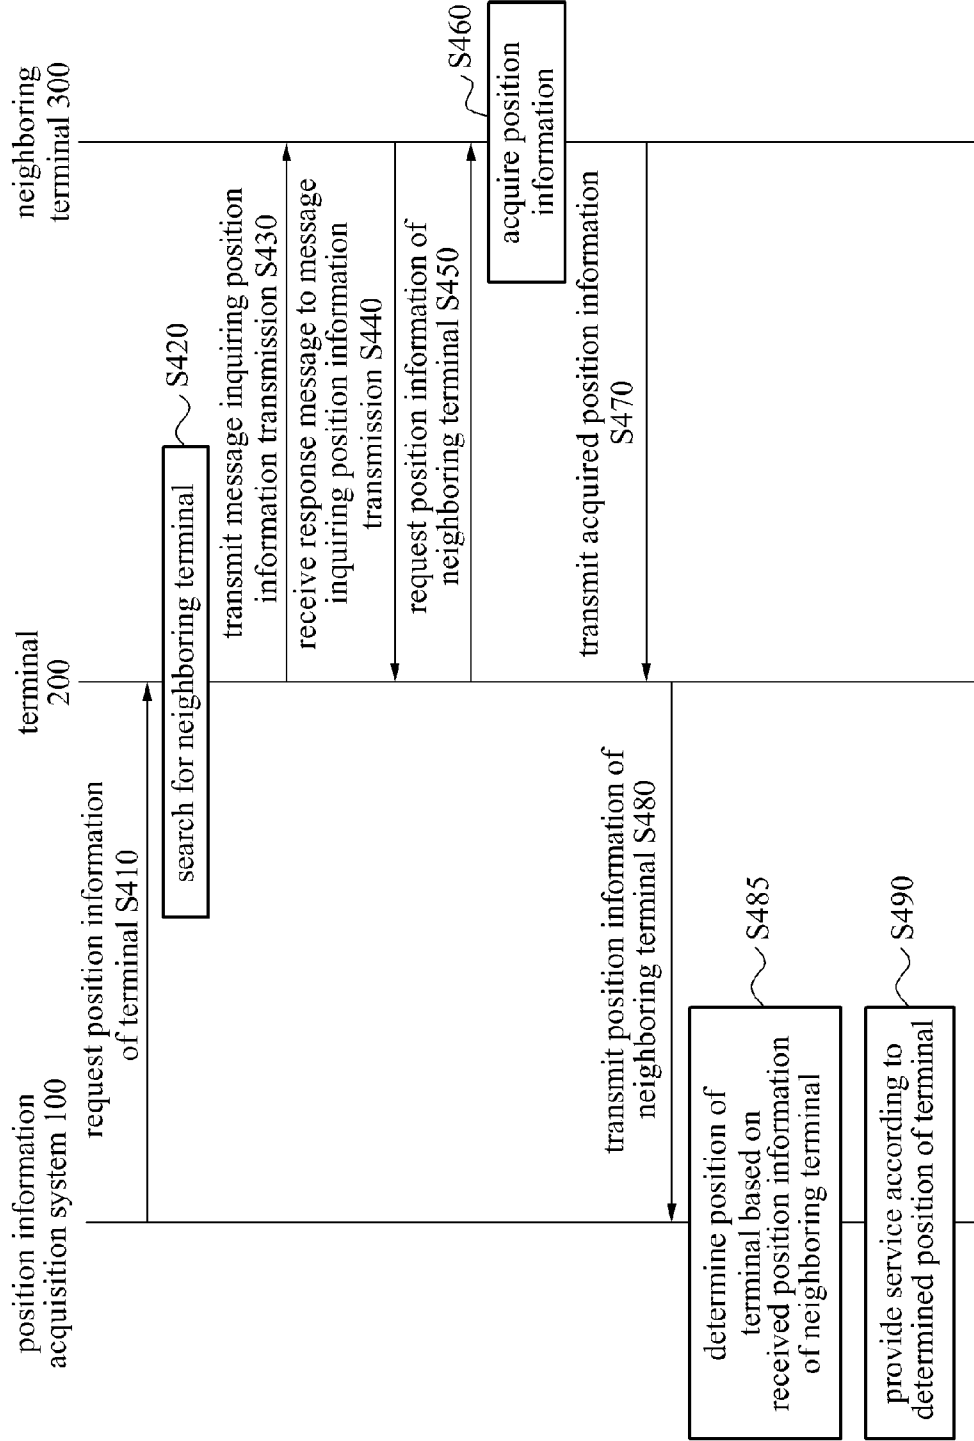 position information
acquisition system 100
terminal
200
neighboring
terminal 300
request position information
of terminal S410
search for neighboring terminal
S420
transmit message inquiring position
information transmission S430
receive response message to message
inquiring position information
transmission S440
request position information of
neighboring terminal S450
S460
acquire position
information
transmit acquired position information
S470
transmit position information of
neighboring terminal S480
determine position of
terminal based on
received position information
of neighboring terminal
S485
provide service according to
determined position of terminal
S490